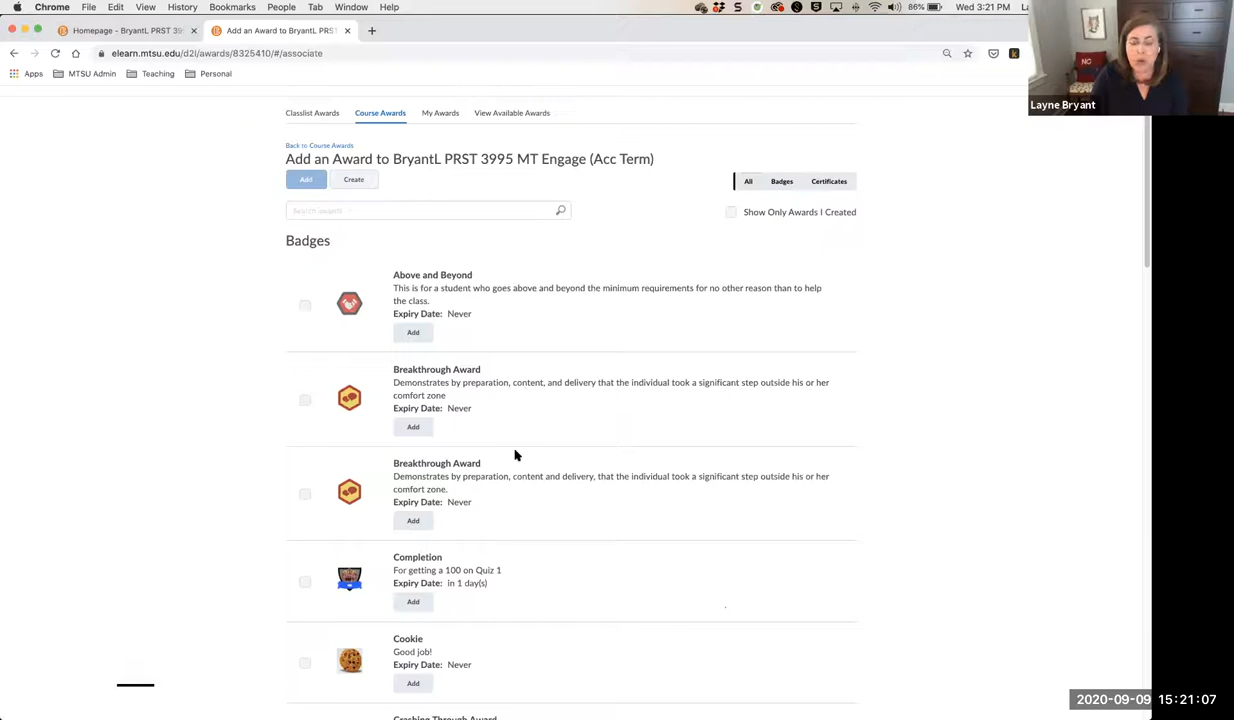 Chrome File Edit View History Bookmarks People Tab Window Help
86% Wed 3:21 PM
Homepage - BryantL PRST 39
Add an Award to BryantL PRST
elearn.mtsu.edu/d2l/awards/8325410/#/associate
Apps MTSU Admin Teaching Personal
NO
Layne Bryant
Classlist Awards Course Awards My Awards View Available Awards
Back to Course Awards
Add an Award to BryantL PRST 3995 MT Engage (Acc Term)
Add Create
All Badges Certificates
Search awards
Show Only Awards I Created
Badges
Above and Beyond
This is for a student who goes above and beyond the minimum requirements for no other reason than to help
the class.
Expiry Date: Never
Add
Breakthrough Award
Demonstrates by preparation, content, and delivery that the individual took a significant step outside his or her
comfort zone
Expiry Date: Never
Add
Breakthrough Award
Demonstrates by preparation, content and delivery, that the individual took a significant step outside his or her
comfort zone.
Expiry Date: Never
Add
Completion
For getting a 100 on Quiz 1
Expiry Date: in 1 day(s)
Add
Cookie
Good job!
Expiry Date: Never
Add
Crashing Through Award
2020-09-09 15:21:07